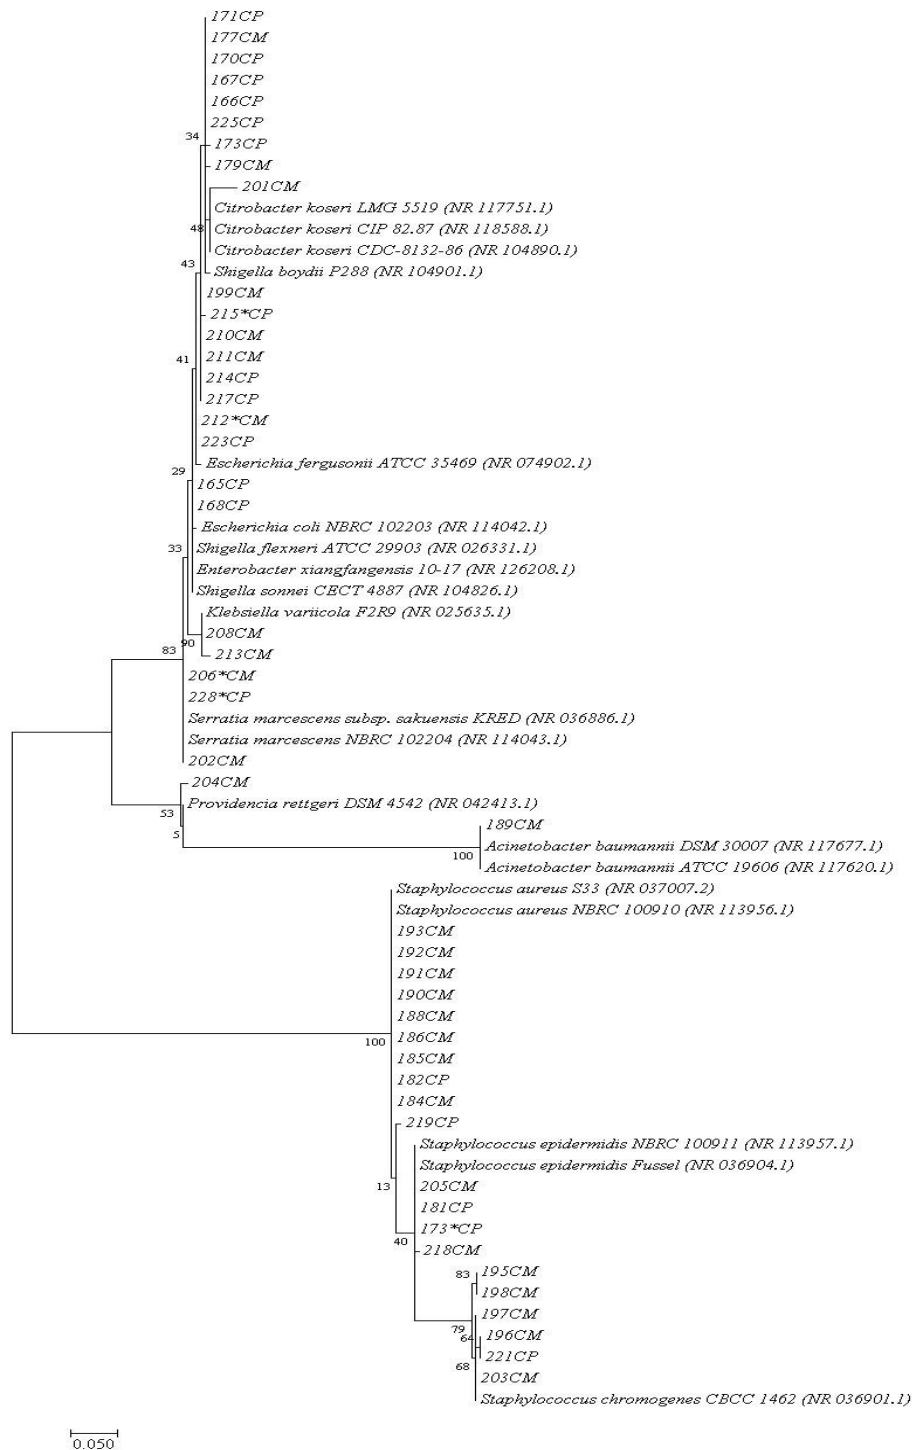 171CP
177CM
170CP
167CP
166CP
225CP
34
173CP
179CM
201CM
Citrobacter koseri LMG 5519 (NR 117751.1)
48
Citrobacter koseri CIP 82.87 (NR 118588.1)
Citrobacter koseri CDC-8132-86 (NR 104890.1)
43
Shigella boydii P288 (NR 104901.1)
199CM
215*CP
210CM
211CM
41
214CP
217CP
212*CM
223CP
Escherichia fergusonii ATCC 35469 (NR 074902.1)
29
165CP
168CP
Escherichia coli NBRC 102203 (NR 114042.1)
33
Shigella flexneri ATCC 29903 (NR 026331.1)
Enterobacter xiangfangensis 10-17 (NR 126208.1)
Shigella sonnei CECT 4887 (NR 104826.1)
Klebsiella variicola F2R9 (NR 025635.1)
208CM
90
83
213CM
206*CM
228*CP
Serratia marcescens subsp. sakuensis KRED (NR 036886.1)
Serratia marcescens NBRC 102204 (NR 114043.1)
202CM
204CM
Providencia rettgeri DSM 4542 (NR 042413.1)
53
5
189CM
Acinetobacter baumannii DSM 30007 (NR 117677.1)
100
Acinetobacter baumannii ATCC 19606 (NR 117620.1)
Staphylococcus aureus S33 (NR 037007.2)
Staphylococcus aureus NBRC 100910 (NR 113956.1)
193CM
192CM
191CM
190CM
188CM
186CM
100
185CM
182CP
184CM
219CP
Staphylococcus epidermidis NBRC 100911 (NR 113957.1)
Staphylococcus epidermidis Fussel (NR 036904.1)
13
205CM
181CP
173*CP
40
218CM
83
195CM
198CM
197CM
79
64
196CM
221CP
68
203CM
Staphylococcus chromogenes CBCC 1462 (NR 036901.1)
0.050